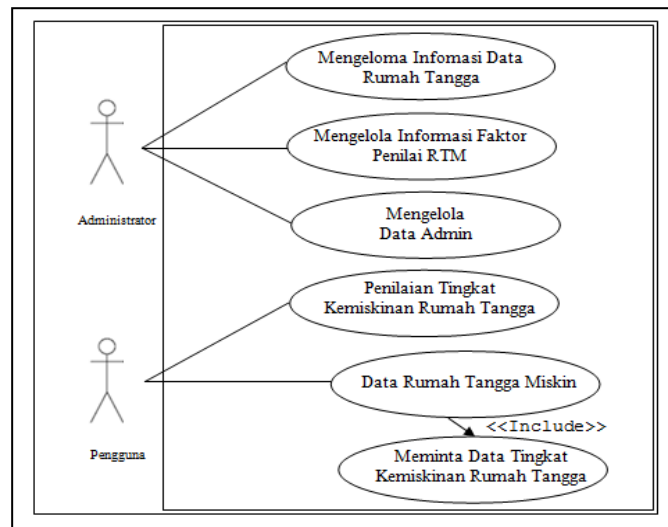 Mengeloma Infomasi Data
Rumah Tangga
Mengelola Informasi Faktor
Penilai RTM
Administrator
Mengelola
Data Admin
Penilaian Tingkat
Kemiskinan Rumah Tangga
Data Rumah Tangga Miskin
<<Include>>
Pengguna
Meminta Data Tingkat
Kemiskinan Rumah Tangga